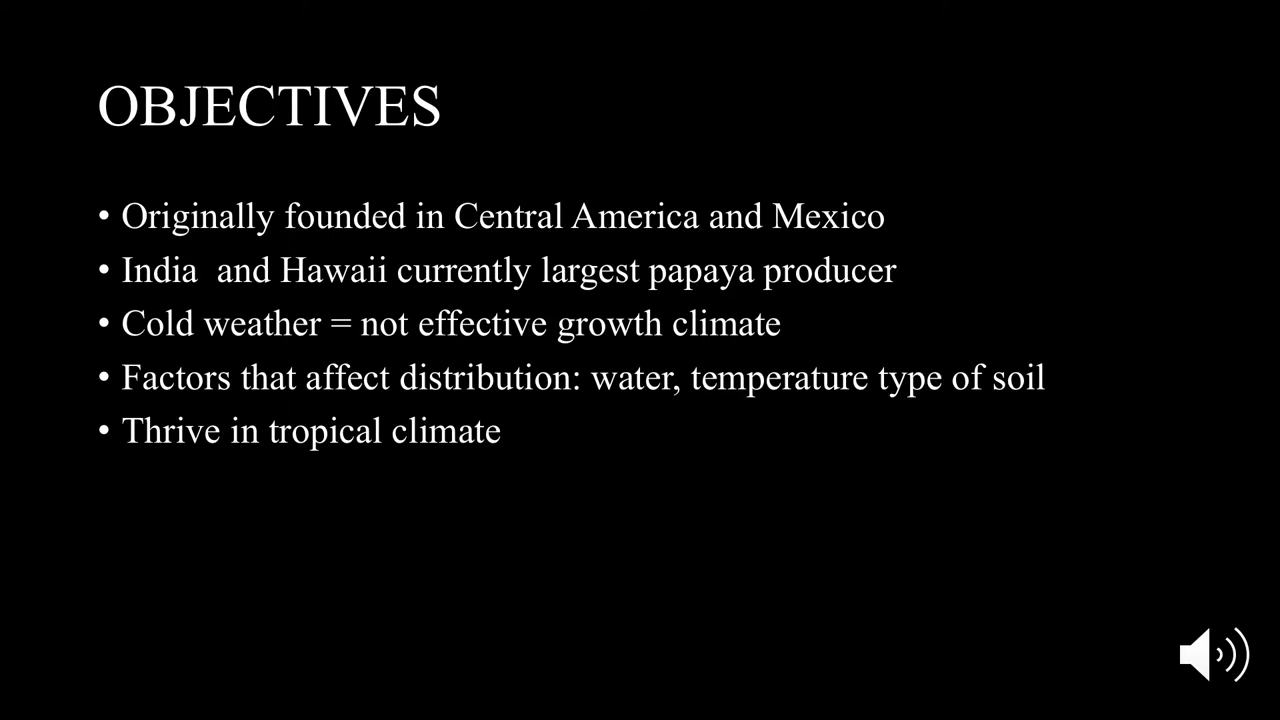 OBJECTIVES
• Originally founded in Central America and Mexico
• India  and Hawaii currently largest papaya producer
• Cold weather = not effective growth climate
• Factors that affect distribution: water, temperature type of soil
• Thrive in tropical climate